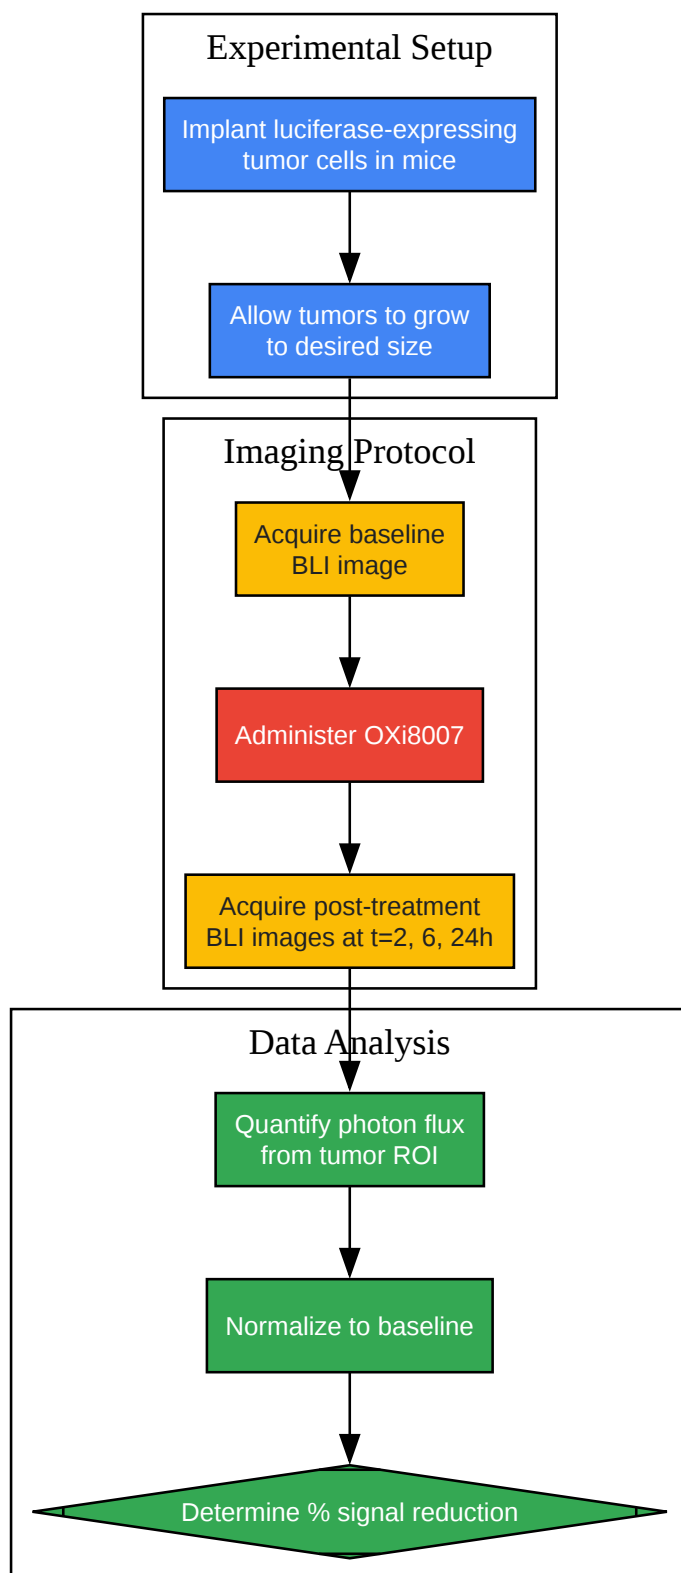 Experimental Setup
Implant luciferase-expressing
tumor cells in mice
Allow tumors to grow
to desired size
Imaging Protocol
Acquire baseline
BLI image
Administer OXi8007
Acquire post-treatment
BLI images at t=2, 6, 24h
Data Analysis
Quantify photon flux
from tumor ROI
Normalize to baseline
Determine % signal reduction